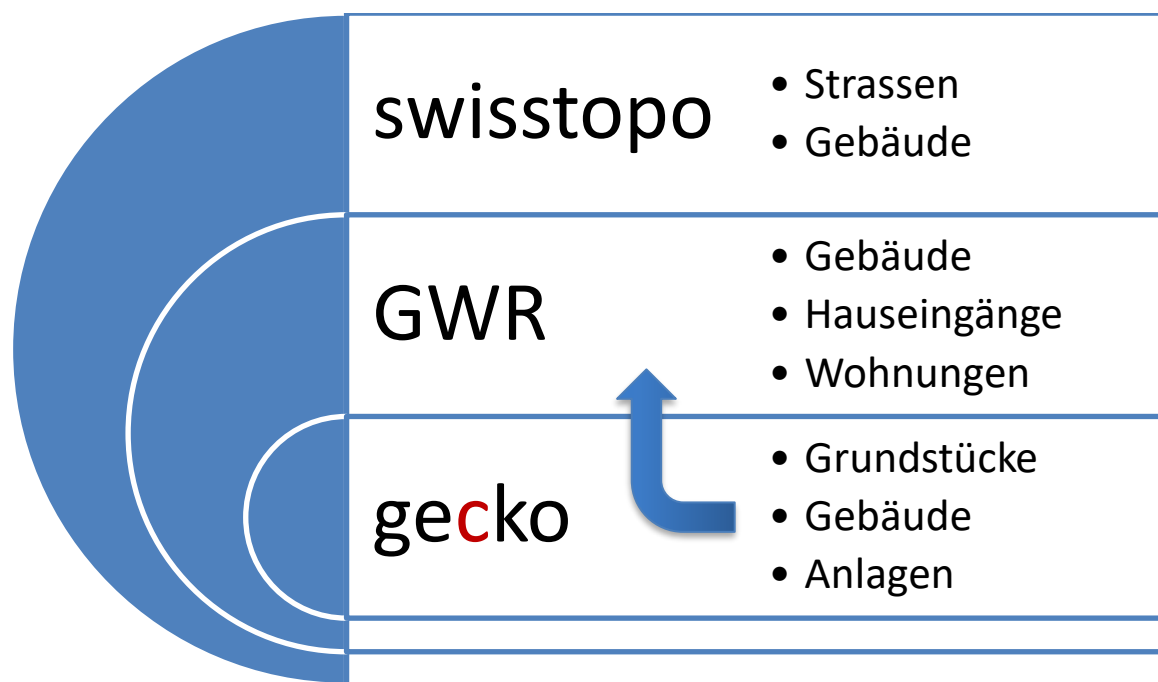 swisstopo
• Strassen
• Gebäude
GWR
• Gebäude
• Hauseingänge
• Wohnungen
gecko
• Grundstücke
• Gebäude
• Anlagen